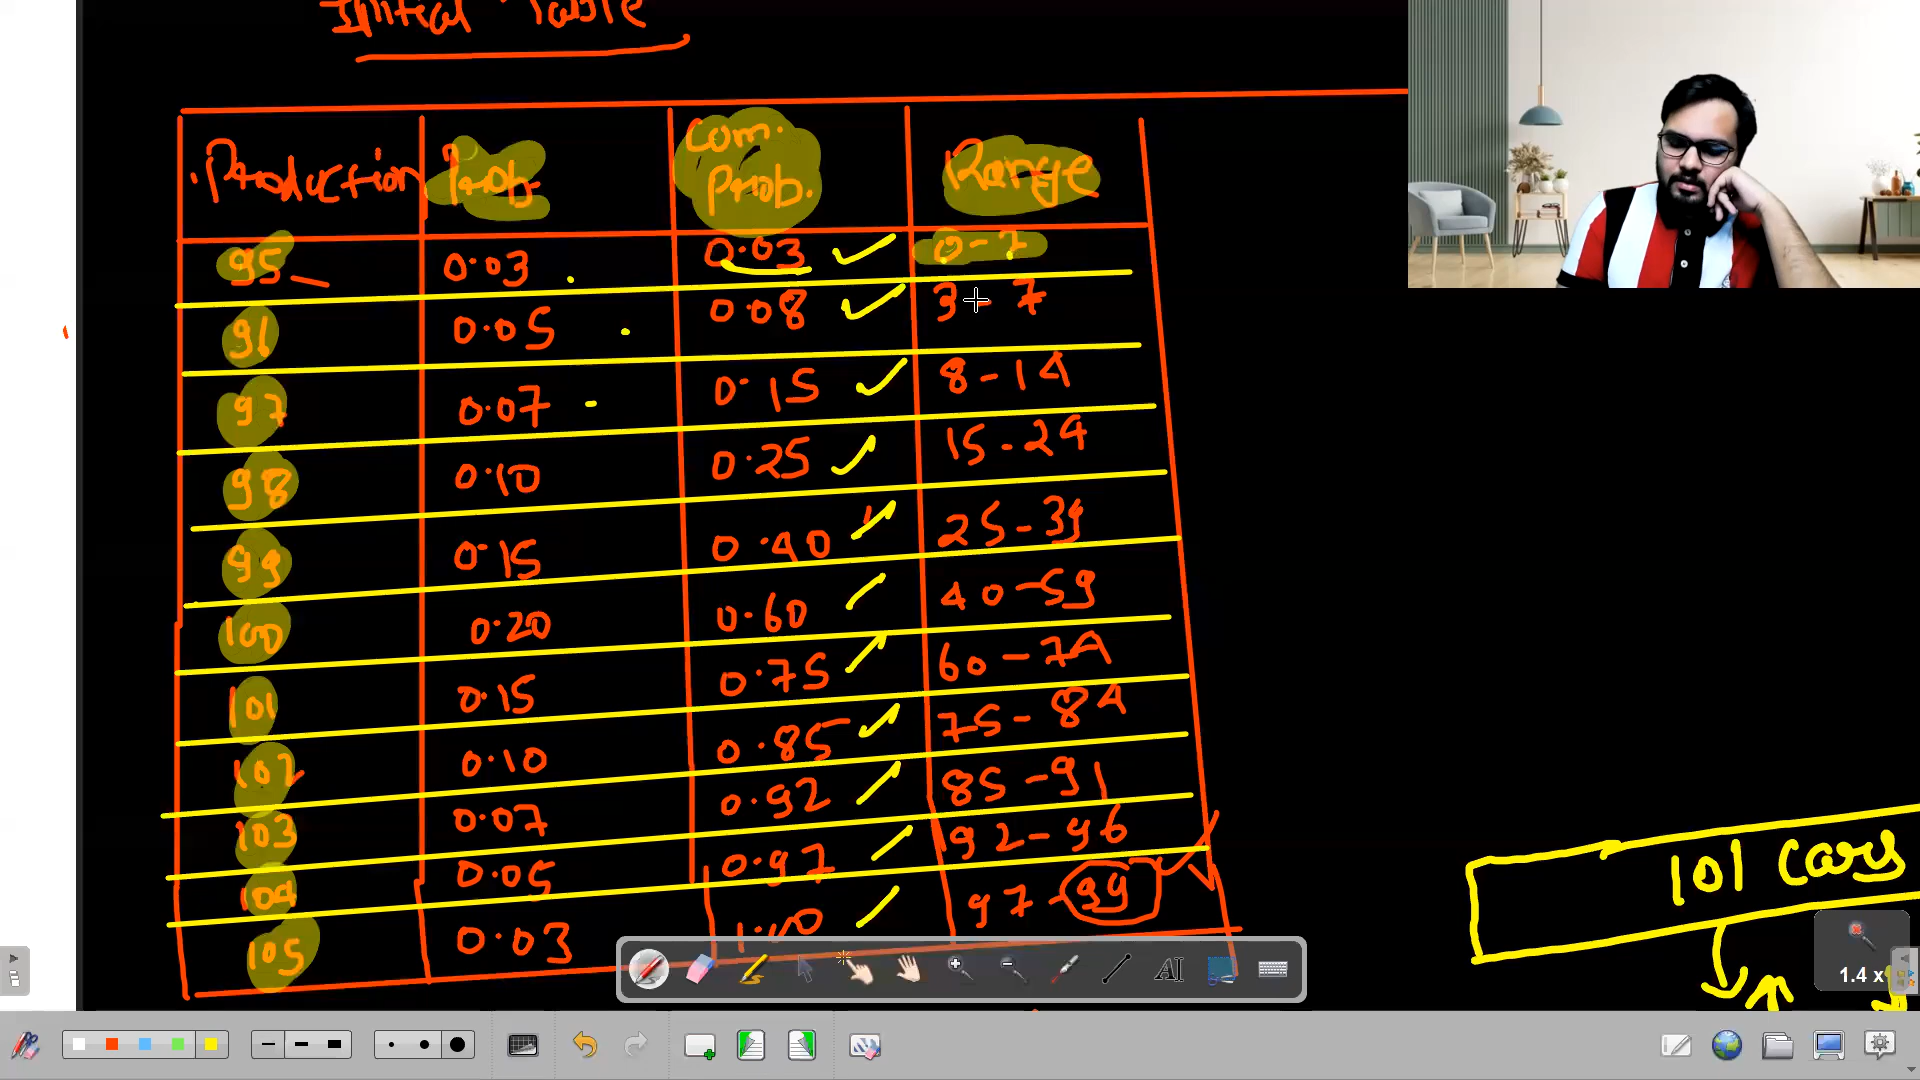 Initial Table
Production Prob. Com. Prob. Range
95 0.03 0.03 0-7
91 0.05 0.08 3-7
97 0.07 0.15 8-14
98 0.10 0.25 15-24
99 0.15 0.40 25-39
100 0.20 0.60 40-59
101 0.15 0.75 60-74
102 0.10 0.85 75-84
103 0.07 0.92 85-91
104 0.05 0.97 92-96
105 0.03 1.00 97-99
101 cars
AI
1.4 x